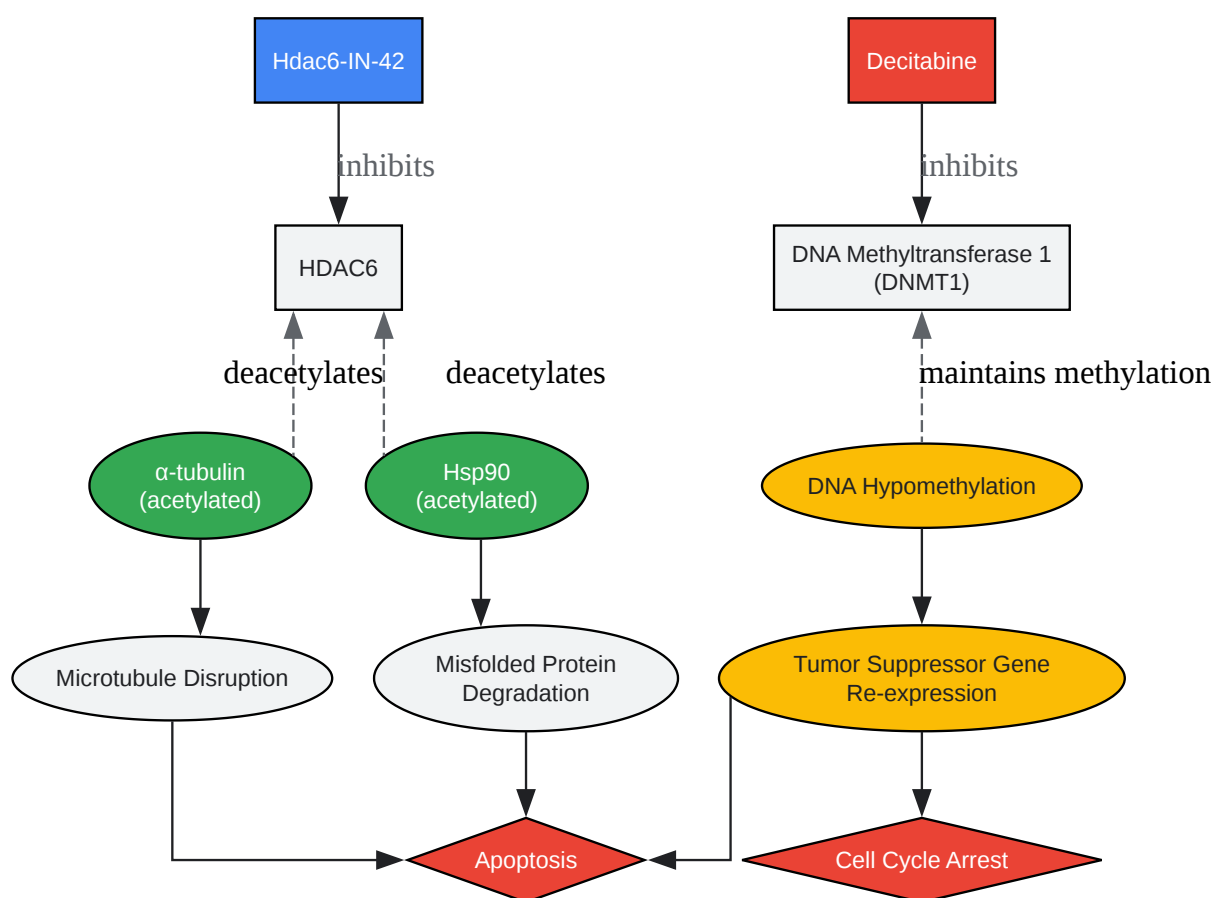 Hdac6-IN-42
Decitabine
inhibits
inhibits
HDAC6
DNA Methyltransferase 1
(DNMT1)
deacetylates
deacetylates
maintains methylation
α-tubulin
(acetylated)
Hsp90
(acetylated)
DNA Hypomethylation
Microtubule Disruption
Misfolded Protein
Degradation
Tumor Suppressor Gene
Re-expression
Apoptosis
Cell Cycle Arrest